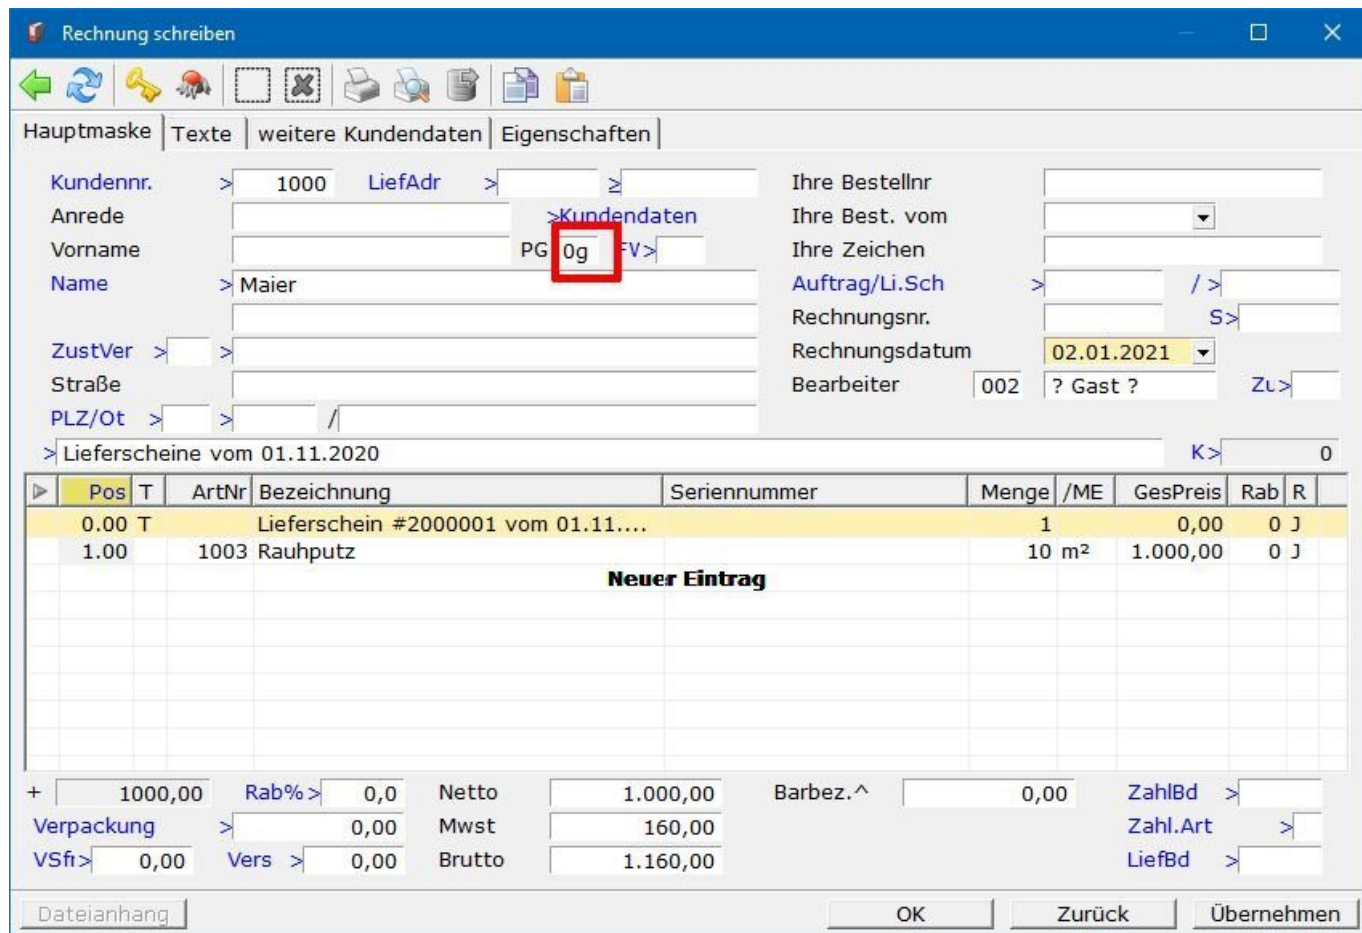 Rechnung schreiben
Hauptmaske Texte weitere Kundendaten Eigenschaften
Kundennr. > 1000 LiefAdr > ≥ Ihre Bestellnr
Anrede >Kundendaten Ihre Best. vom
Vorname PG 0g FV> Ihre Zeichen
Name > Maier Auftrag/Li.Sch > / >
Rechnungsnr. S>
ZustVer > > Rechnungsdatum 02.01.2021
Straße Bearbeiter 002 ? Gast ? Zu>
PLZ/Ot > > /
> Lieferscheine vom 01.11.2020 K> 0
Pos T ArtNr Bezeichnung Seriennummer Menge /ME GesPreis Rab R
0.00 T Lieferschein #2000001 vom 01.11.... 1 0,00 0 J
1.00 1003 Rauhputz 10 m² 1.000,00 0 J
Neuer Eintrag
+ 1000,00 Rab% > 0,0 Netto 1.000,00 Barbez.^ 0,00 ZahlBd >
Verpackung > 0,00 Mwst 160,00 Zahl.Art >
VSfr> 0,00 Vers > 0,00 Brutto 1.160,00 LiefBd >
Dateianhang OK Zurück Übernehmen